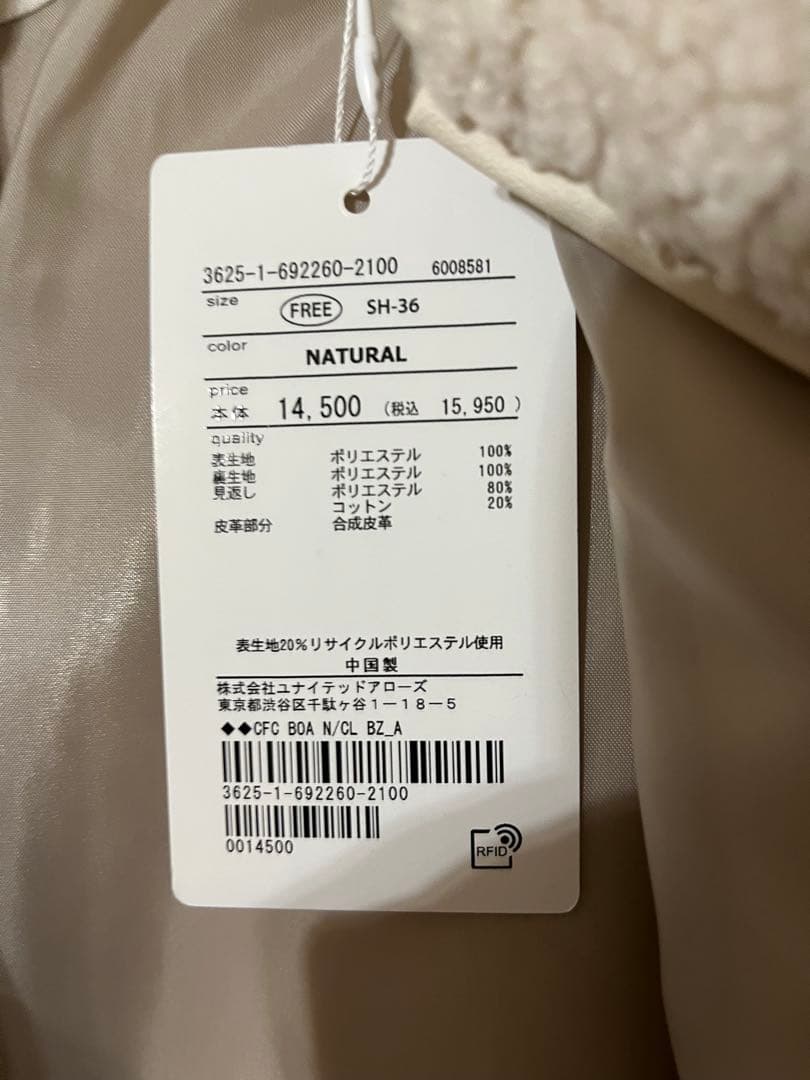 3625-1-692260-2100 6008581
size FREE SH-36
color
NATURAL
price
本体 14,500 (税込 15,950 )
quality
表生地 ポリエステル 100%
裏生地 ポリエステル 100%
見返し ポリエステル 80%
コットン 20%
皮革部分 合成皮革
表生地20%リサイクルポリエステル使用
中国製
株式会社ユナイテッドアローズ
東京都渋谷区千駄ヶ谷1-18-5
◆◆CFC BOA N/CL BZ_A
3625-1-692260-2100
0014500
RFID